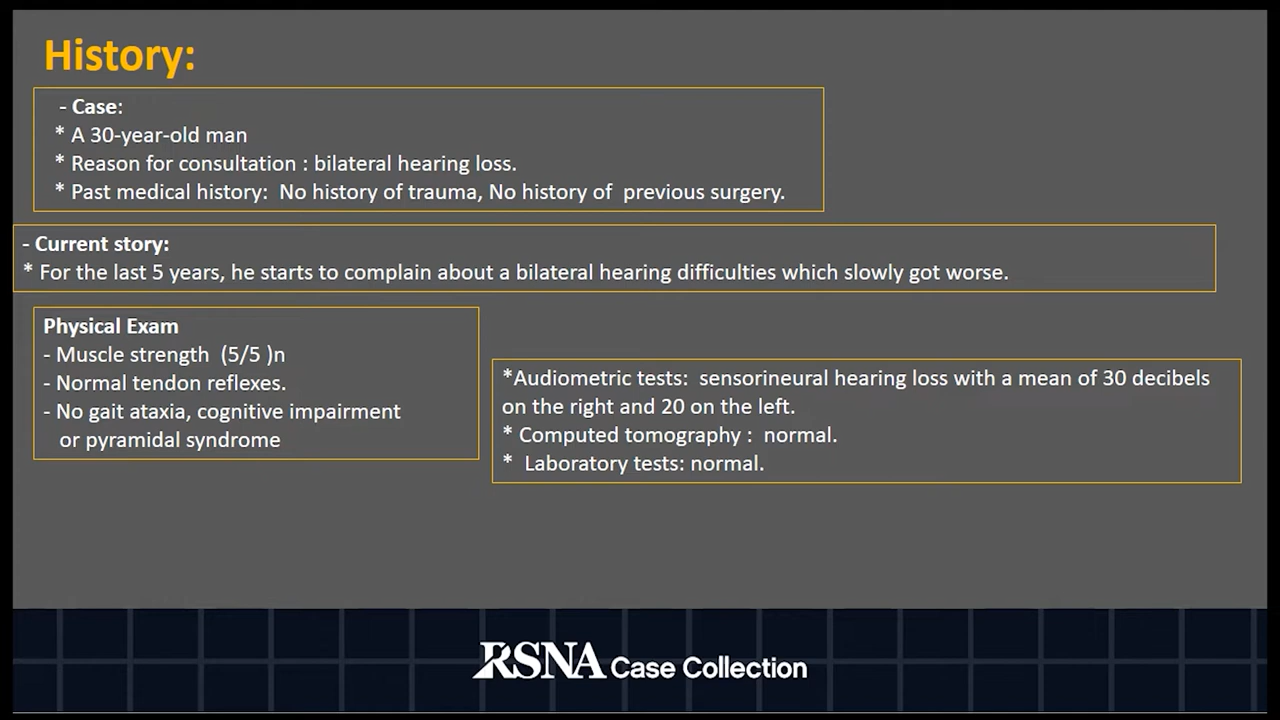 History:
- Case:
* A 30-year-old man
* Reason for consultation : bilateral hearing loss.
* Past medical history:  No history of trauma, No history of  previous surgery.
- Current story:
* For the last 5 years, he starts to complain about a bilateral hearing difficulties which slowly got worse.
Physical Exam
- Muscle strength  (5/5 )n
- Normal tendon reflexes.
- No gait ataxia, cognitive impairment
or pyramidal syndrome
*Audiometric tests:  sensorineural hearing loss with a mean of 30 decibels
on the right and 20 on the left.
* Computed tomography :  normal.
*  Laboratory tests: normal.
RSNA Case Collection